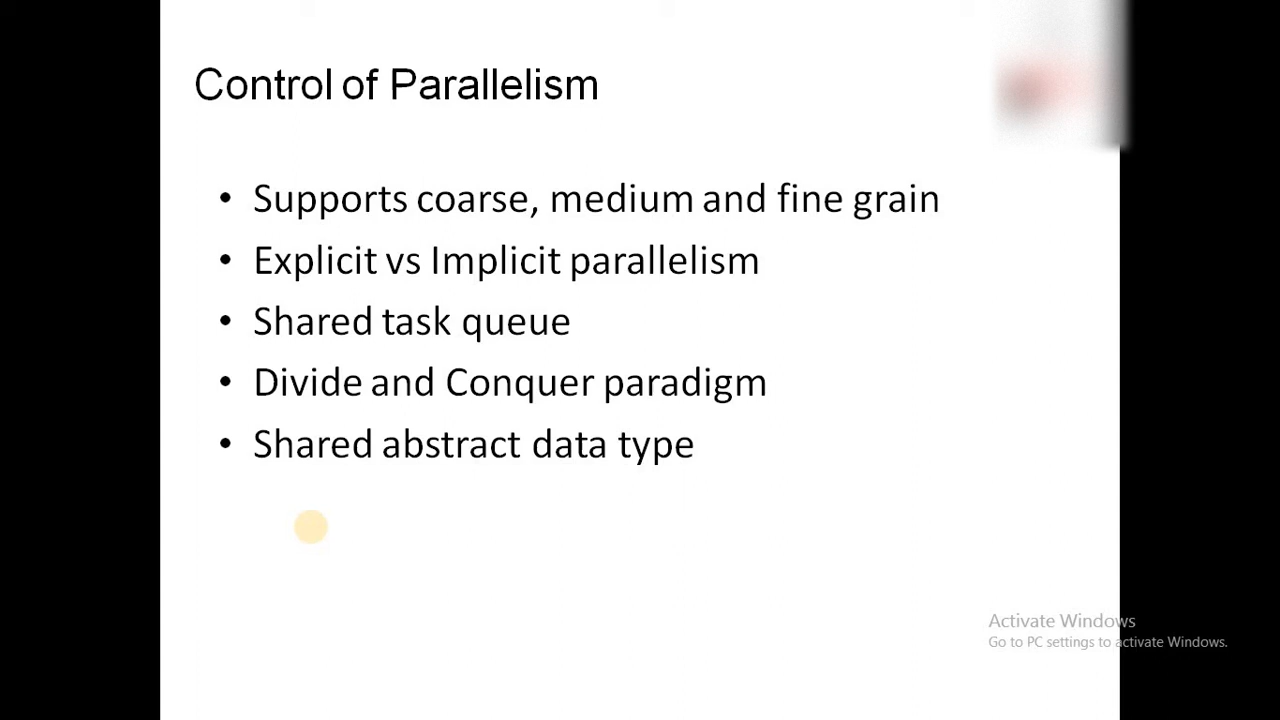 Control of Parallelism
• Supports coarse, medium and fine grain
• Explicit vs Implicit parallelism
• Shared task queue
• Divide and Conquer paradigm
• Shared abstract data type
Activate Windows
Go to PC settings to activate Windows.